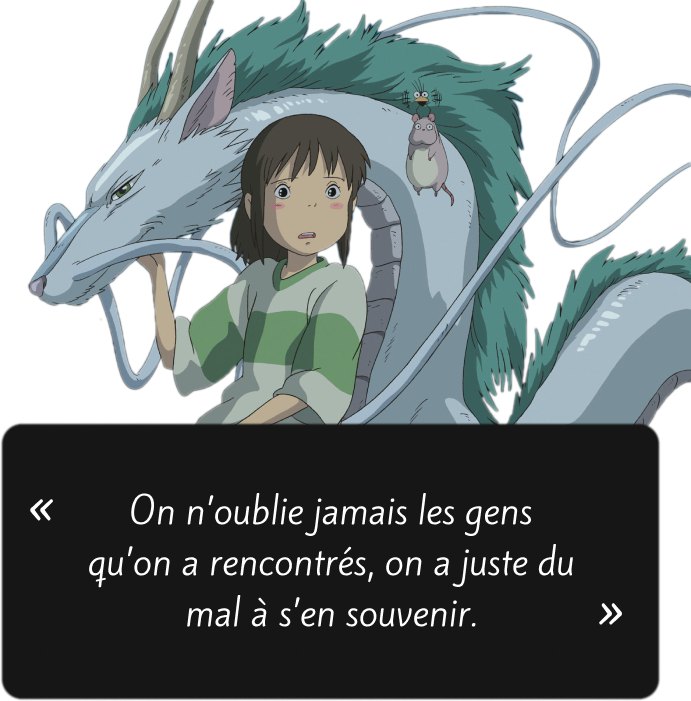 « On n'oublie jamais les gens
qu'on a rencontrés, on a juste du
mal à s'en souvenir. »